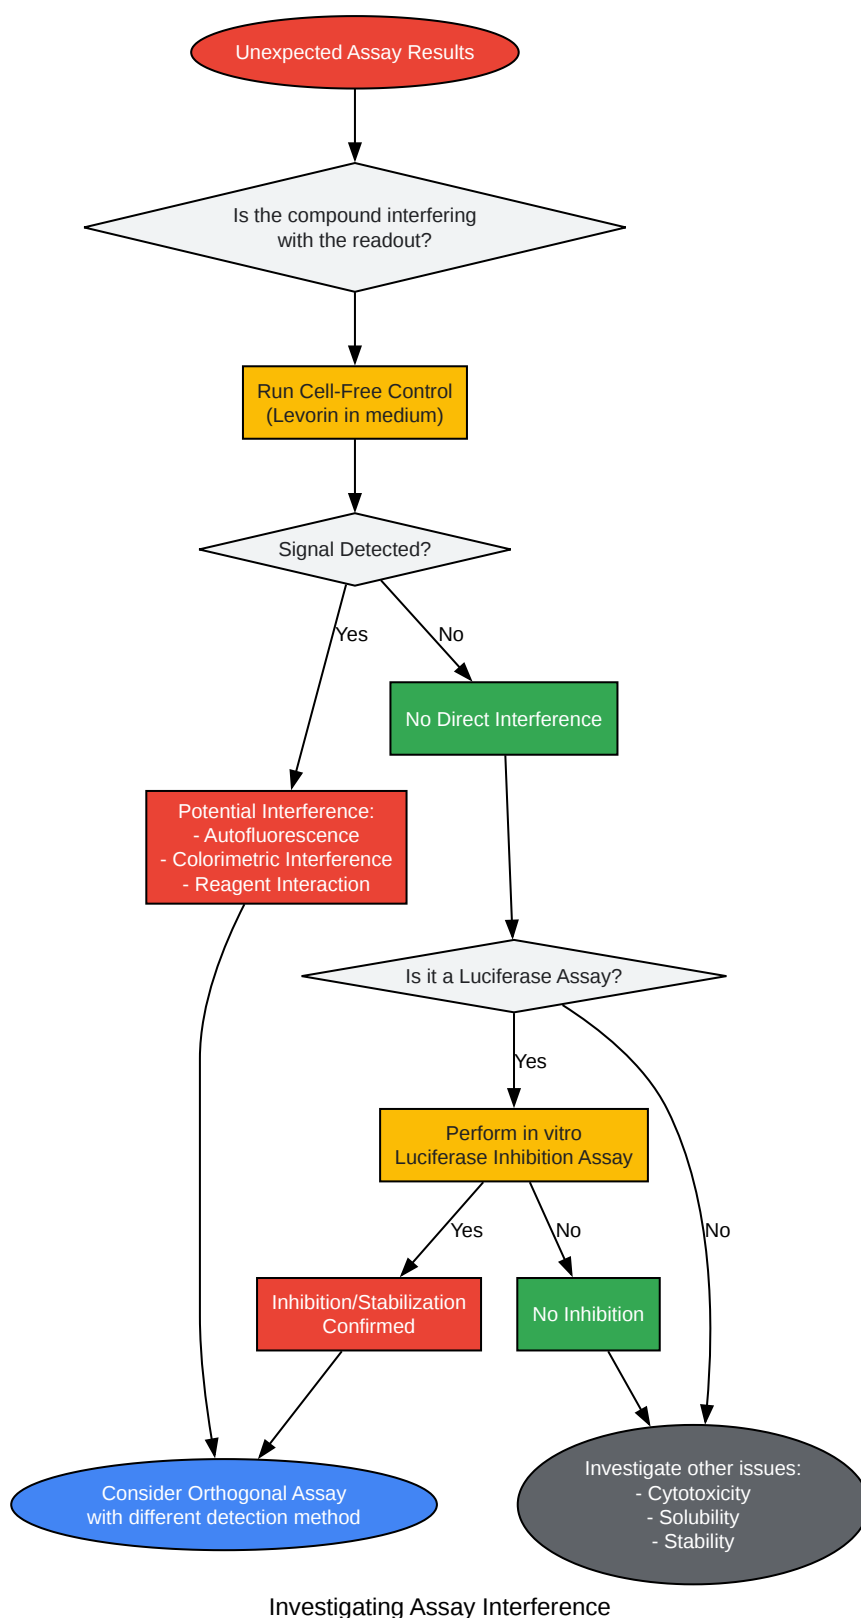 Unexpected Assay Results
Is the compound interfering
with the readout?
Run Cell-Free Control
(Levorin in medium)
Signal Detected?
Yes
No
No Direct Interference
Potential Interference:
- Autofluorescence
- Colorimetric Interference
- Reagent Interaction
Is it a Luciferase Assay?
Yes
Perform in vitro
Luciferase Inhibition Assay
Yes
No
No
Inhibition/Stabilization
Confirmed
No Inhibition
Consider Orthogonal Assay
with different detection method
Investigate other issues:
- Cytotoxicity
- Solubility
- Stability
Investigating Assay Interference